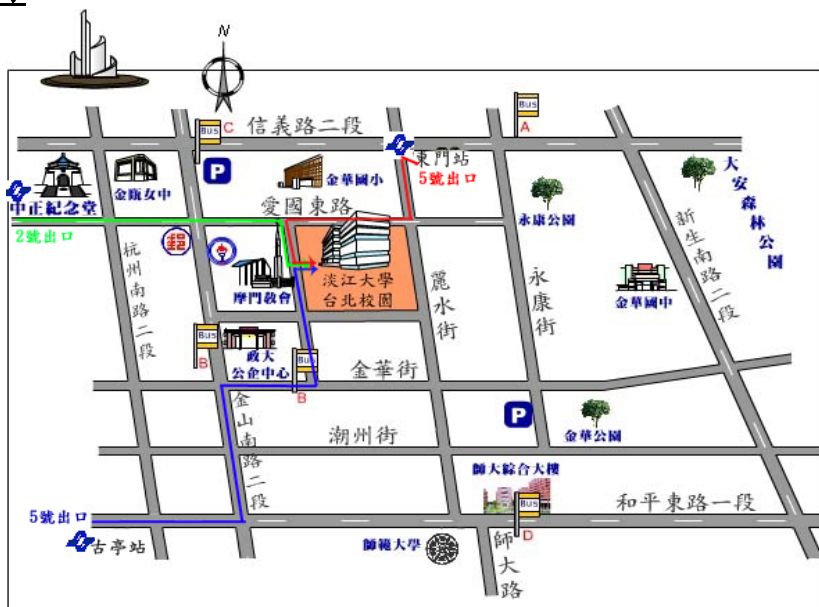 N
Bus
C
信義路二段
Bus
A
P
東門站
5號出口
金甌女中
金華國小
中正紀念堂
愛國東路
2號出口
永康公園
大安森林公園
新生南路二段
杭州南路二段
摩門教會
淡江大學
台北校園
麗水街
永康街
金華國中
Bus
B
政大
公企中心
Bus
B
金華街
金山南路二段
潮州街
P
金華公園
師大綜合大樓
Bus
D
和平東路一段
5號出口
古亭站
師範大學
師大路